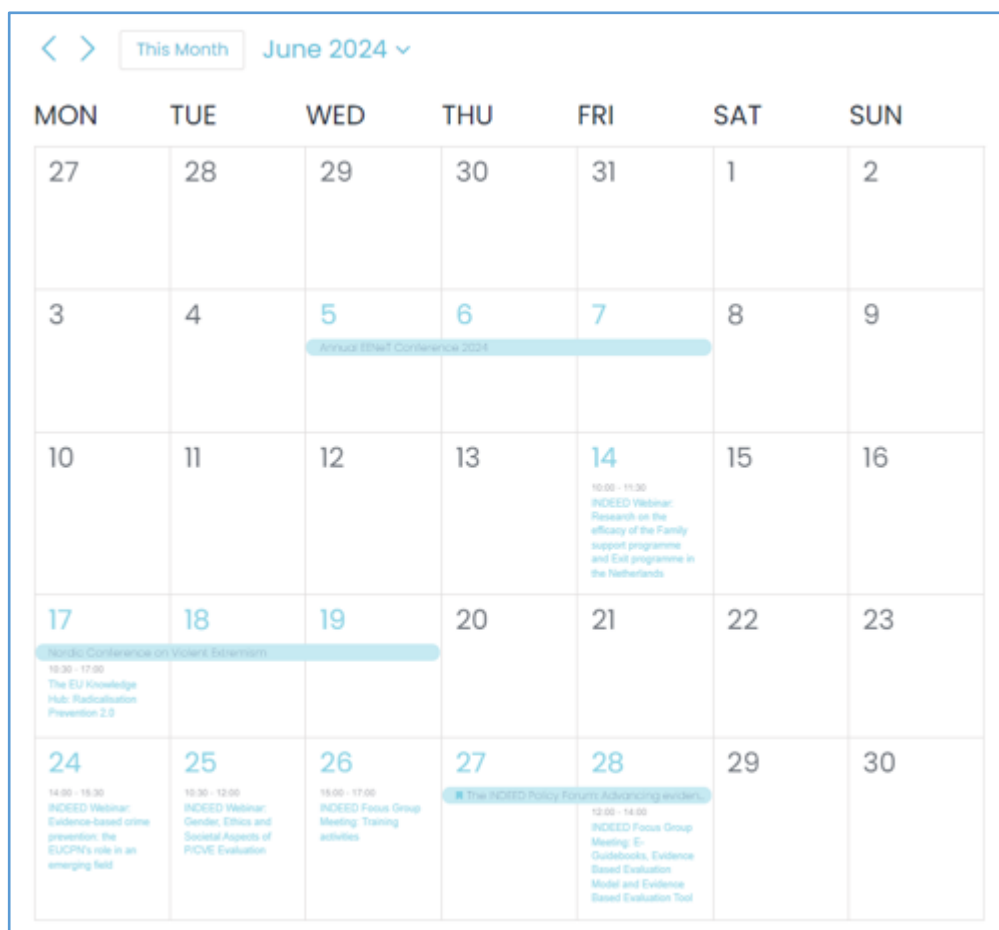 This Month June 2024
MON TUE WED THU FRI SAT SUN
27 28 29 30 31 1 2
3 4 5 6 7 8 9
Annual EENeT Conference 2024
10 11 12 13 14 15 16
10:00 - 11:30
INDEED Webinar:
Research on the
efficacy of the Family
support programme
and Exit programme in
the Netherlands
17 18 19 20 21 22 23
Nordic Conference on Violent Extremism
10:30 - 17:00
The EU Knowledge
Hub: Radicalisation
Prevention 2.0
24 25 26 27 28 29 30
14:00 - 15:30
INDEED Webinar:
Evidence-based crime
prevention: the
EUCPN's role in an
emerging field
10:30 - 12:00
INDEED Webinar:
Gender, Ethics and
Societal Aspects of
P/CVE Evaluation
15:00 - 17:00
INDEED Focus Group
Meeting: Training
activities
The INDEED Policy Forum: Advancing eviden...
12:00 - 14:00
INDEED Focus Group
Meeting: E-
Guidebooks, Evidence
Based Evaluation
Model and Evidence
Based Evaluation Tool